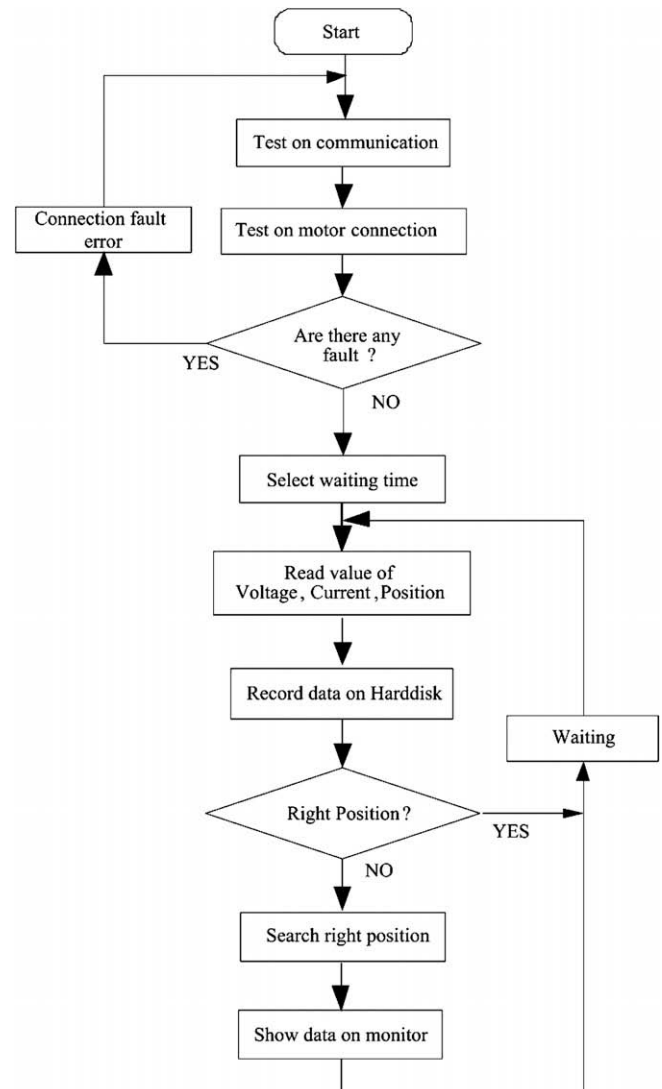 Start
Test on communication
Connection fault
error
Test on motor connection
Are there any
fault ?
YES
NO
Select waiting time
Read value of
Voltage, Current,Position
Record data on Harddisk
Waiting
Right Position?
YES
NO
Search right position
Show data on monitor